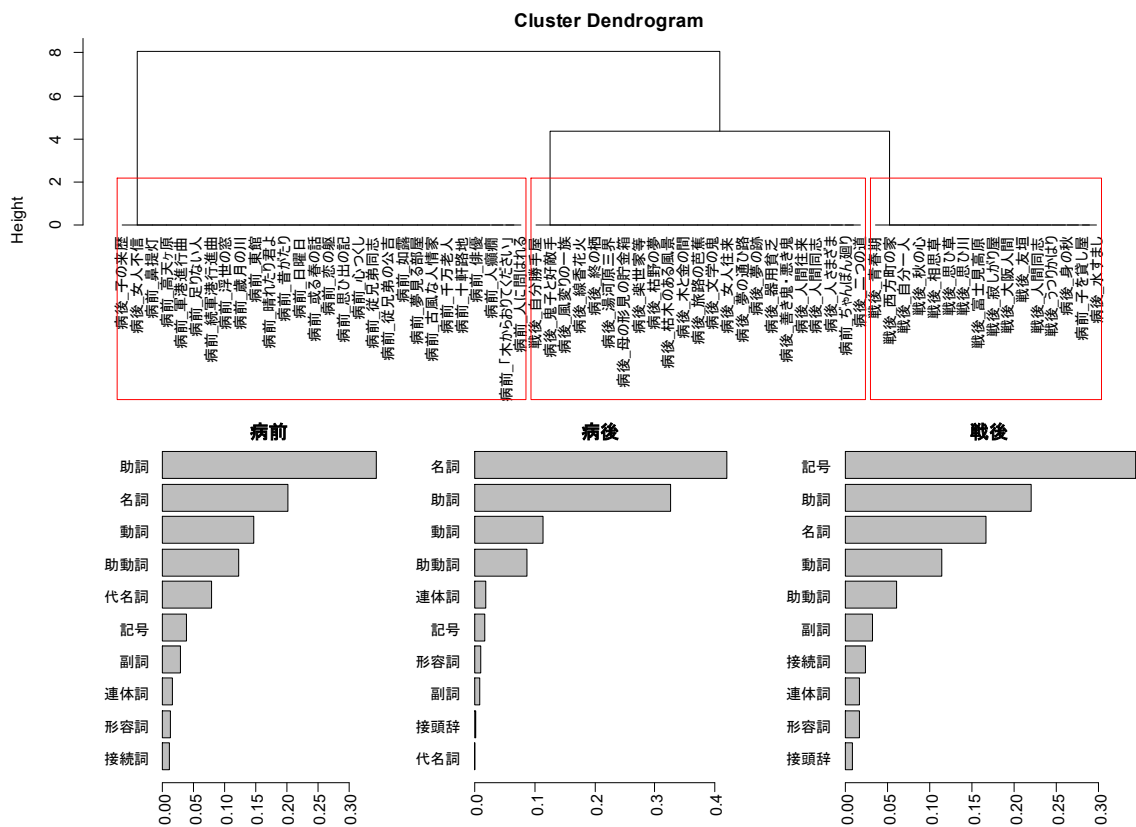 Cluster Dendrogram
Height
0
2
4
6
8
病後_子の来歴
病後_女人不信
病前_鼻提灯
病前_高天ヶ原
病前_軍港進行曲
病前_足りない人
病前_続軍港行進曲
病前_浮世の窓
病前_歳月の川
病前_東館
病前_晴れたり君よ
病前_昔がたり
病前_日曜日
病前_或る春の話
病前_恋の躯
病前_思ひ出の記
病前_心つくし
病前_従兄弟同志
病前_従兄弟の公吉
病前_如露
病前_夢見る部屋
病前_古風な人情家
病前_千万老人
病前_十軒路地
病前_俳優
病前_人癲癇
病前_「木からおりてください」
病前_人に問はれる
戦後_自分勝手屋
病後_鬼子と好敵手
病後_風変りの一族
病後_線香花火
病後_終の栖
病後_湯河原三界
病後_母の形見の貯金箱
病後_楽世家等
病後_枯野の夢
病後_枯木のある風景
病後_木と金の間
病後_旅路の芭蕉
病後_文学の鬼
病後_女人往来
病後_夢の通ひ路
病後_夢の跡
病後_器用貧乏
病後_善き鬼・悪き鬼
病後_人間往来
病後_人間同志
病後_人さまざま
病前_ちゃんぽん廻り
病後_二つの道
戦後_青春期
戦後_西方町の家
戦後_自分一人
戦後_秋の心
戦後_相思草
戦後_思ひ草
戦後_思ひ川
戦後_富士見高原
戦後_寂しがり屋
戦後_大阪人間
戦後_友垣
戦後_人間同志
戦後_うつりかはり
病後_身の秋
病前_子を貸し屋
病後_水すまし
病前
助詞
名詞
動詞
助動詞
代名詞
記号
副詞
連体詞
形容詞
接続詞
0.00 0.05 0.10 0.15 0.20 0.25 0.30
病後
名詞
助詞
動詞
助動詞
連体詞
記号
形容詞
副詞
接頭辞
代名詞
0.0 0.1 0.2 0.3 0.4
戦後
記号
助詞
名詞
動詞
助動詞
副詞
接続詞
連体詞
形容詞
接頭辞
0.00 0.05 0.10 0.15 0.20 0.25 0.30